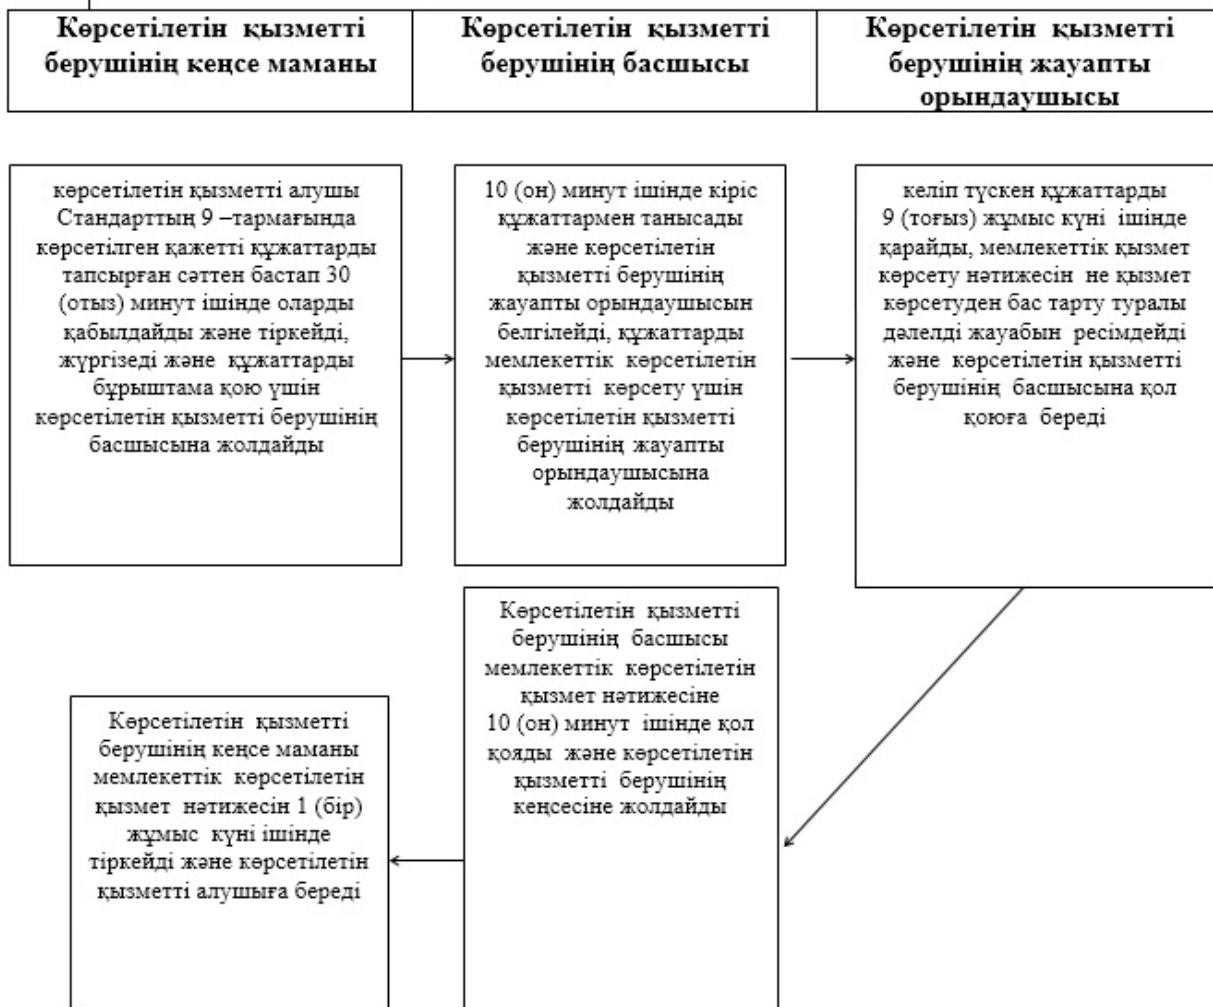 Көрсетілетін қызметті
берушінің кеңсе маманы
Көрсетілетін қызметті
берушінің басшысы
Көрсетілетін қызметті
берушінің жауапты
орындаушысы
көрсетілетін қызметті алушы
Стандарттың 9 –тармағында
көрсетілген қажетті құжаттарды
тапсырған сәттен бастап 30
(отыз) минут ішінде оларды
қабылдайды және тіркейді,
жүргізеді және құжаттарды
бұрыштама қою үшін
көрсетілетін қызметті берушінің
басшысына жолдайды
10 (он) минут ішінде кіріс
құжаттармен танысады
және көрсетілетін
қызметті берушінің
жауапты орындаушысын
белгілейді, құжаттарды
мемлекеттік көрсетілетін
қызметті көрсету үшін
көрсетілетін қызметті
берушінің жауапты
орындаушысына
жолдайды
келіп түскен құжаттарды
9 (тоғыз) жұмыс күні ішінде
қарайды, мемлекеттік қызмет
көрсету нәтижесін не қызмет
көрсетуден бас тарту туралы
дәлелді жауабын ресімдейді
және көрсетілетін қызметті
берушінің басшысына қол
қоюға береді
Көрсетілетін қызметті
берушінің басшысы
мемлекеттік көрсетілетін
қызмет нәтижесіне
10 (он) минут ішінде қол
қояды және көрсетілетін
қызметті берушінің
кеңсесіне жолдайды
Көрсетілетін қызметті
берушінің кеңсе маманы
мемлекеттік көрсетілетін
қызмет нәтижесін 1 (бір)
жұмыс күні ішінде
тіркейді және көрсетілетін
қызметті алушыға береді